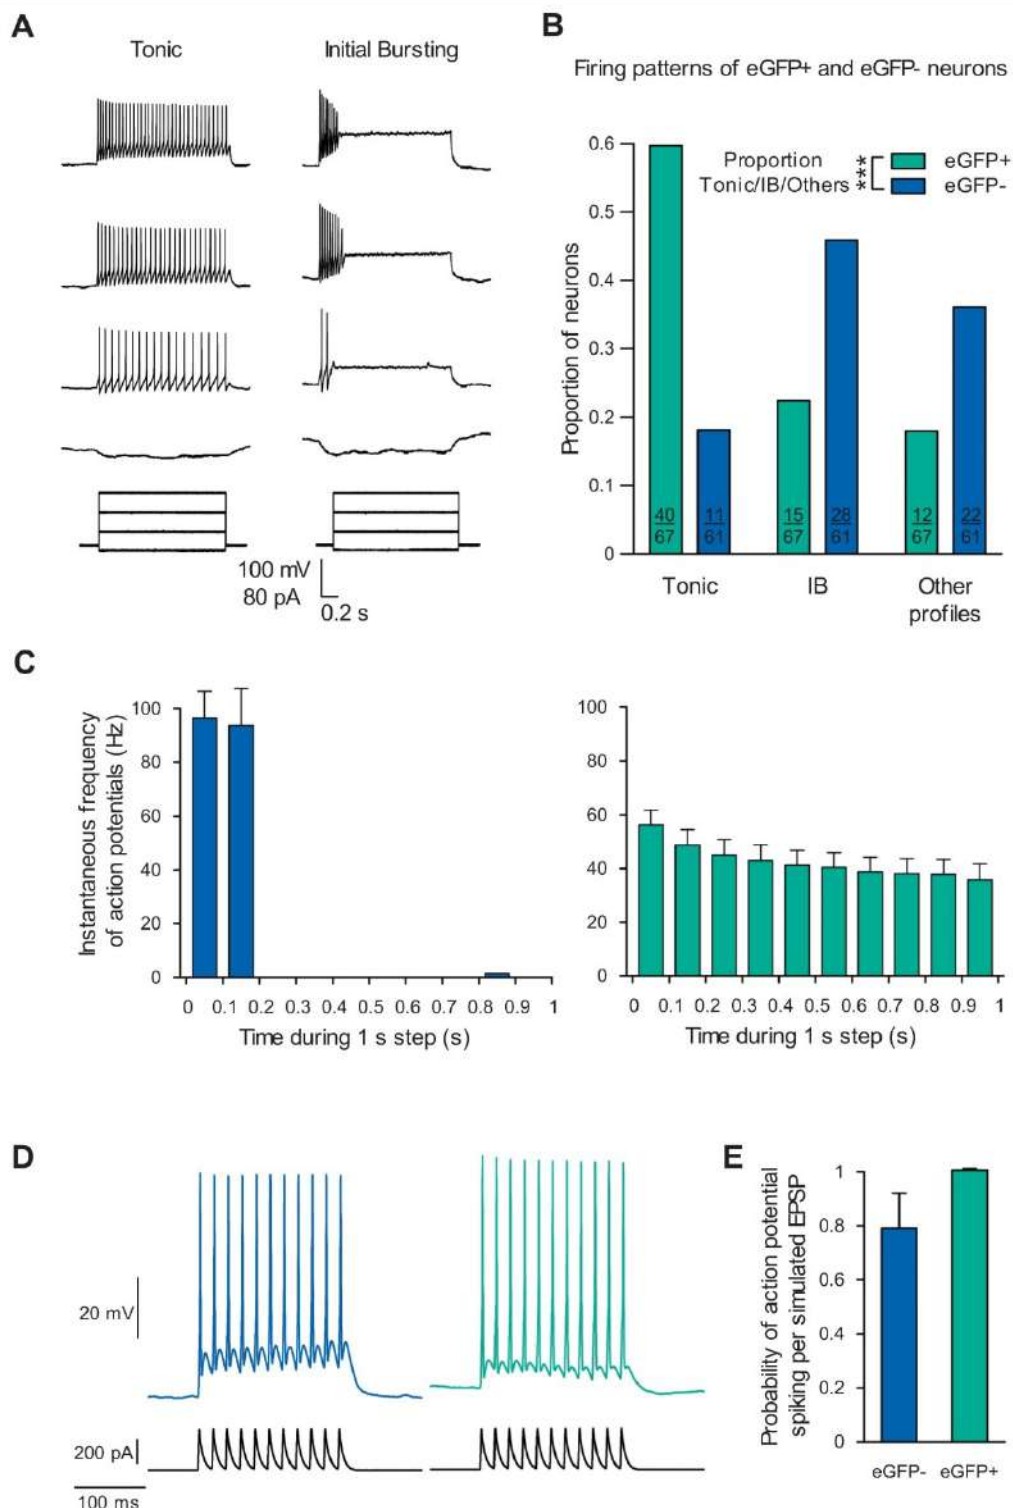 A
Tonic
Initial Bursting
100 mV
80 pA
0.2 s
B
Firing patterns of eGFP+ and eGFP- neurons
Proportion of neurons
0.6
0.5
0.4
0.3
0.2
0.1
0
Proportion
Tonic/IB/Others
***
eGFP+
eGFP-
40
67
11
61
15
67
28
61
12
67
22
61
Tonic
IB
Other
profiles
C
Instantaneous frequency
of action potentials (Hz)
100
80
60
40
20
0
0 0.1 0.2 0.3 0.4 0.5 0.6 0.7 0.8 0.9 1
Time during 1 s step (s)
100
80
60
40
20
0
0 0.1 0.2 0.3 0.4 0.5 0.6 0.7 0.8 0.9 1
Time during 1 s step (s)
D
20 mV
200 pA
100 ms
E
Probability of action potential
spiking per simulated EPSP
1
0.8
0.6
0.4
0.2
0
eGFP- eGFP+